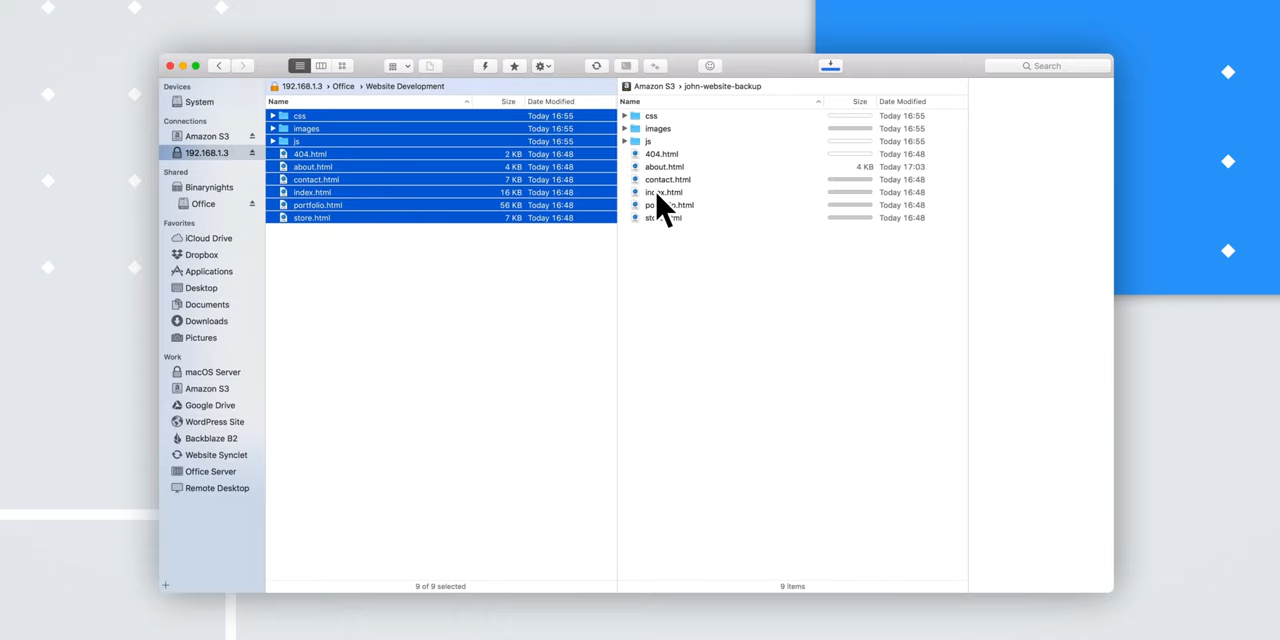 Search
Devices
System
Connections
Amazon S3
192.168.1.3
Shared
Binarynights
Office
Favorites
iCloud Drive
Dropbox
Applications
Desktop
Documents
Downloads
Pictures
Work
macOS Server
Amazon S3
Google Drive
WordPress Site
Backblaze B2
Website Synclet
Office Server
Remote Desktop
192.168.1.3 › Office › Website Development
Name Size Date Modified
css Today 16:55
images Today 16:55
js Today 16:55
404.html 2 KB Today 16:48
about.html 4 KB Today 16:48
contact.html 7 KB Today 16:48
index.html 16 KB Today 16:48
portfolio.html 56 KB Today 16:48
store.html 7 KB Today 16:48
9 of 9 selected
Amazon S3 › john-website-backup
Name Size Date Modified
css Today 16:55
images Today 16:55
js Today 16:55
404.html Today 16:48
about.html 4 KB Today 17:03
contact.html Today 16:48
index.html Today 16:48
Today 16:48
Today 16:48
9 items